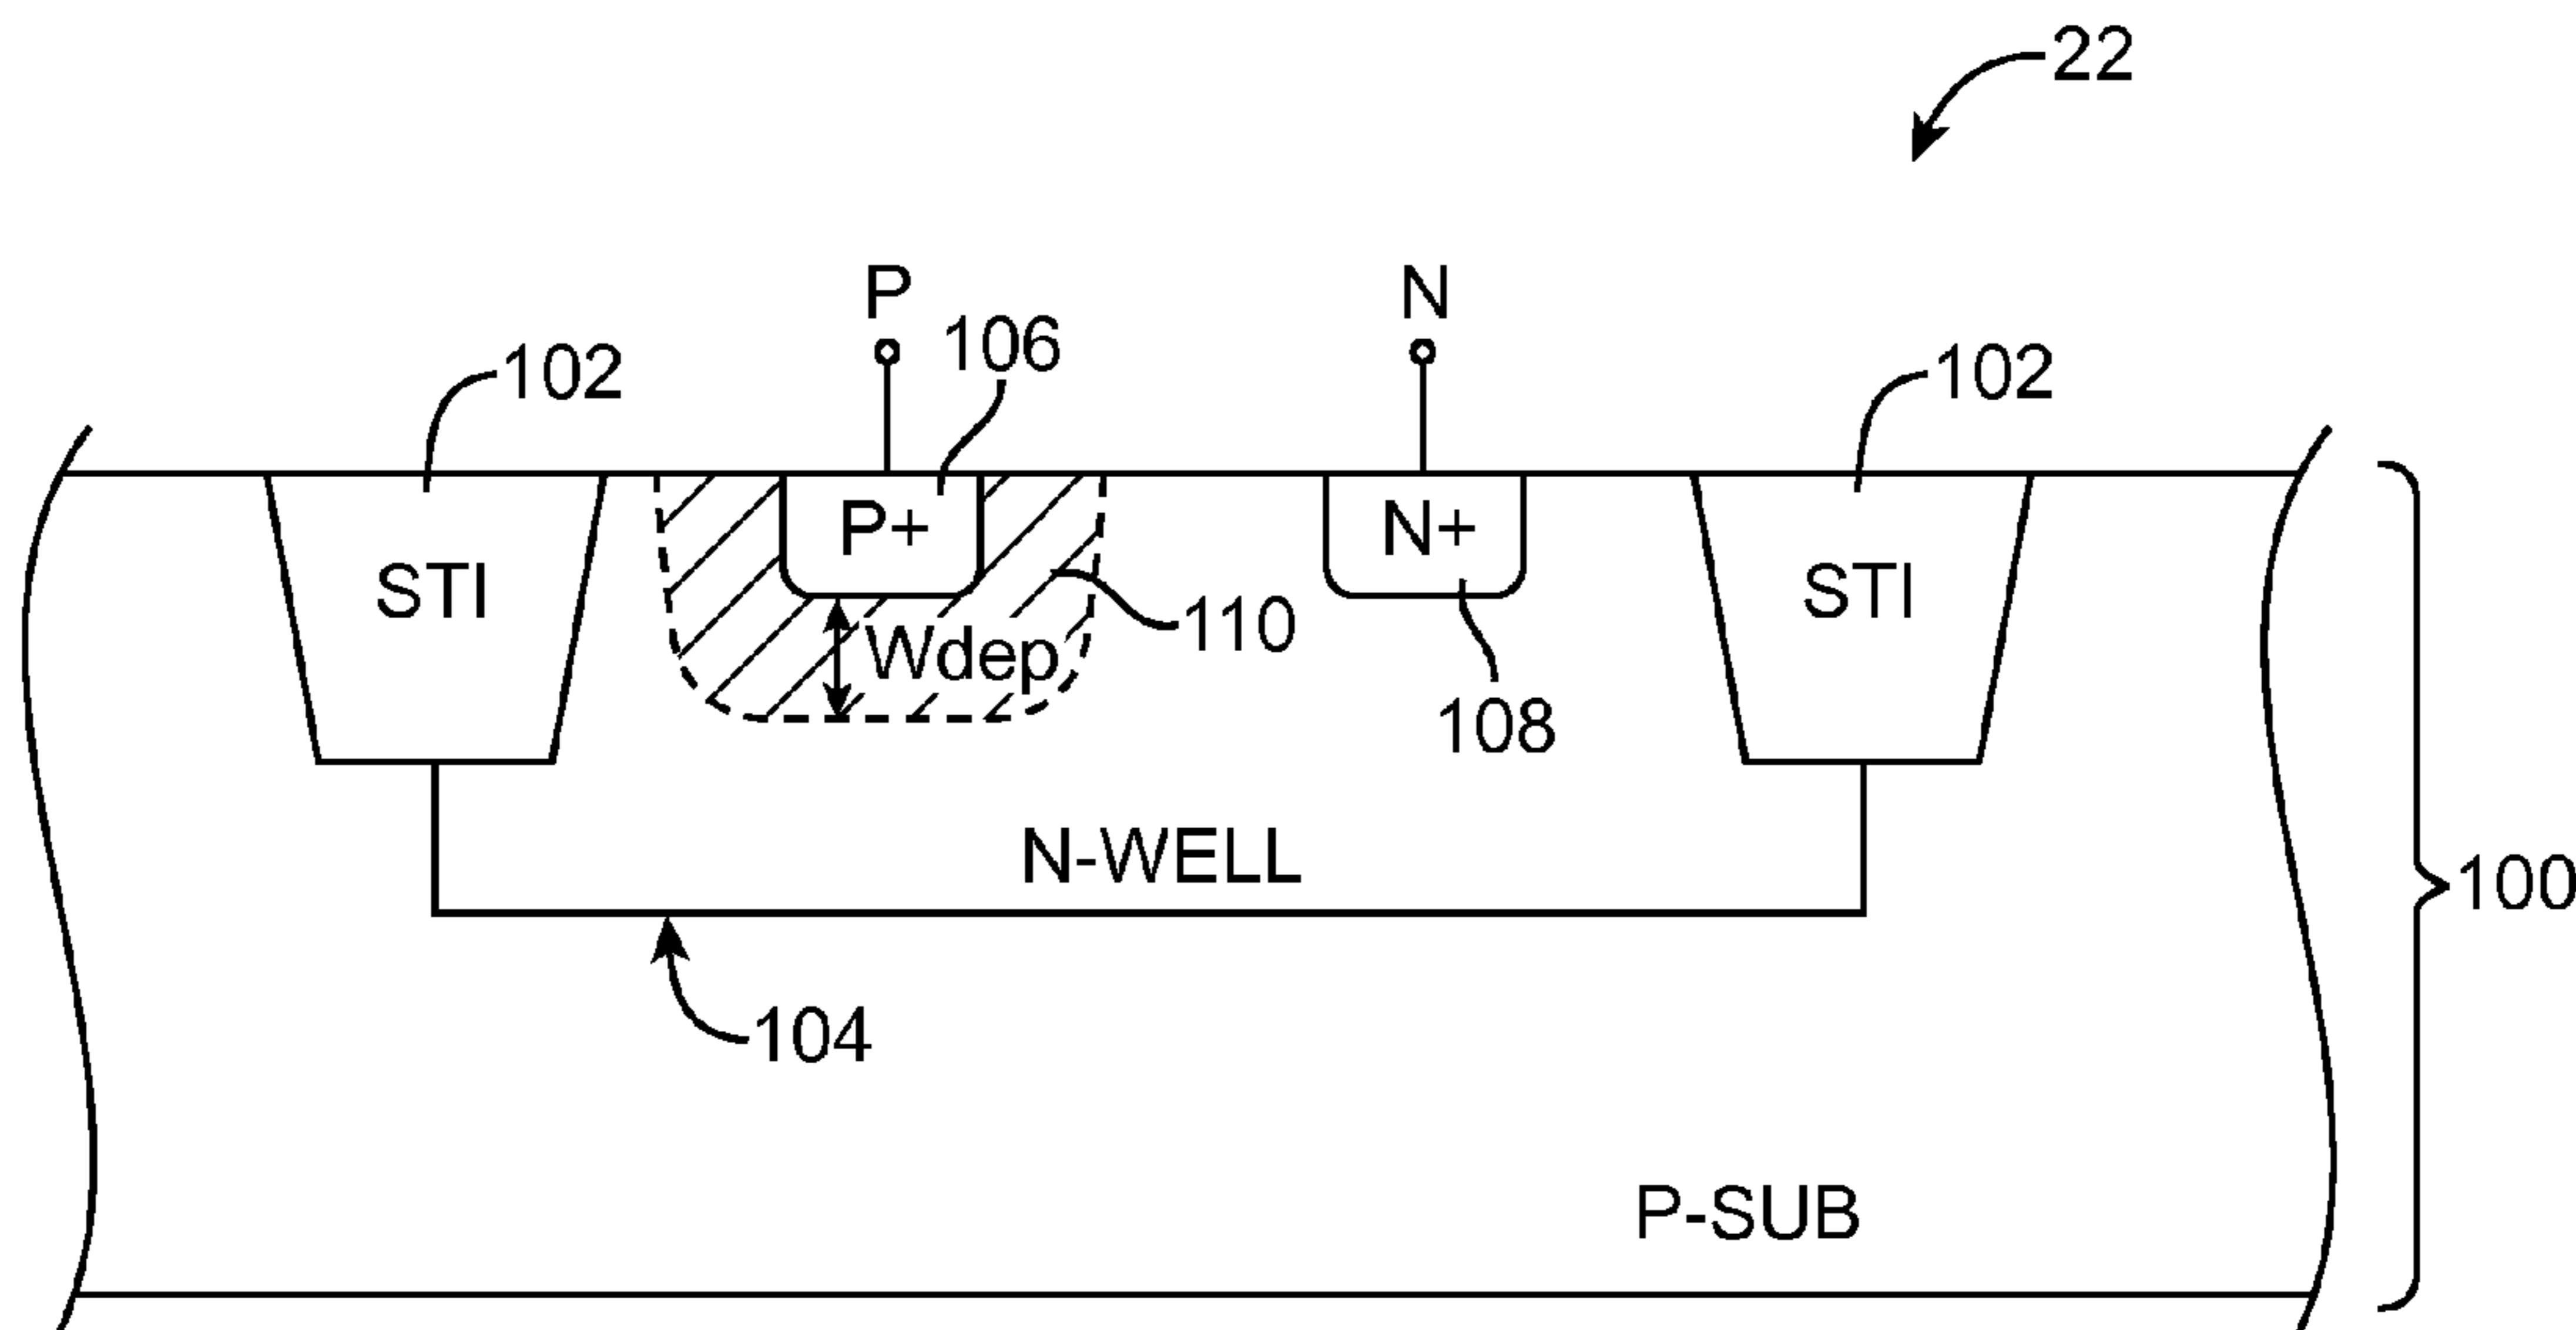 22
P
N
106
102
102
P+
N+
STI
STI
110
Wdep
108
N-WELL
100
104
P-SUB